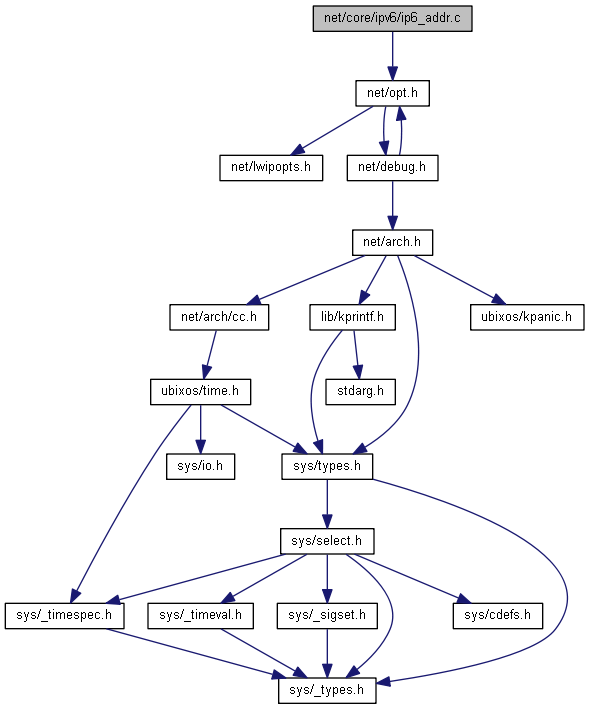 net/core/ipv6/ip6_addr.c
net/opt.h
net/lwipopts.h
net/debug.h
net/arch.h
net/arch/cc.h
lib/kprintf.h
ubixos/kpanic.h
ubixos/time.h
stdarg.h
sys/io.h
sys/types.h
sys/select.h
sys/_timespec.h
sys/_timeval.h
sys/_sigset.h
sys/cdefs.h
sys/_types.h